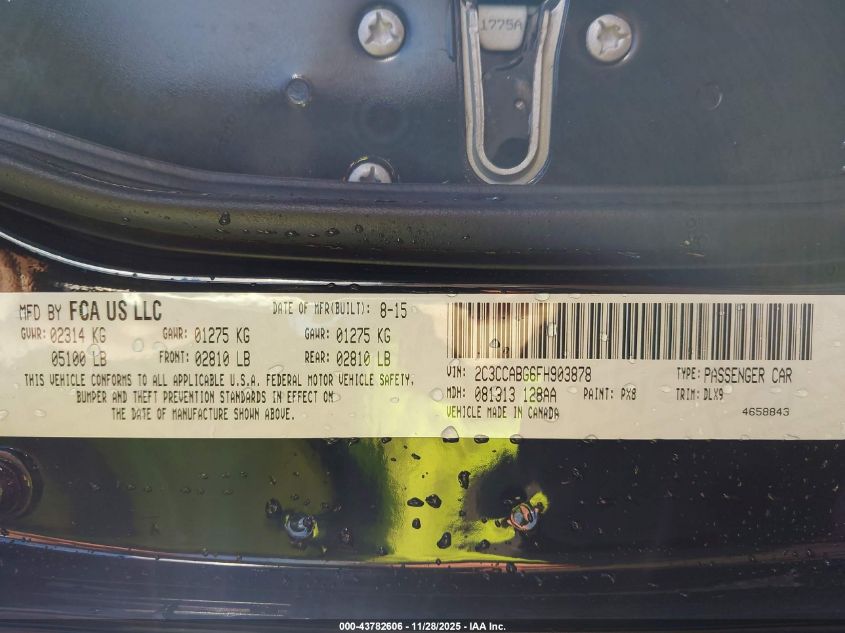 1775A
MFD BY FCA US LLC
DATE OF MFR(BUILT): 8-15
GVWR: 02314 KG GAWR: 01275 KG GAWR: 01275 KG
05100 LB FRONT: 02810 LB REAR: 02810 LB
THIS VEHICLE CONFORMS TO ALL APPLICABLE U.S.A. FEDERAL MOTOR VEHICLE SAFETY,
BUMPER AND THEFT PREVENTION STANDARDS IN EFFECT ON
THE DATE OF MANUFACTURE SHOWN ABOVE.
VIN: 2C3CCABG6FH903878 TYPE: PASSENGER CAR
MDH: 081313 128AA PAINT: PX8 TRIM: DLX9
VEHICLE MADE IN CANADA 4658843
000-43782606 - 11/28/2025 - IAA Inc.